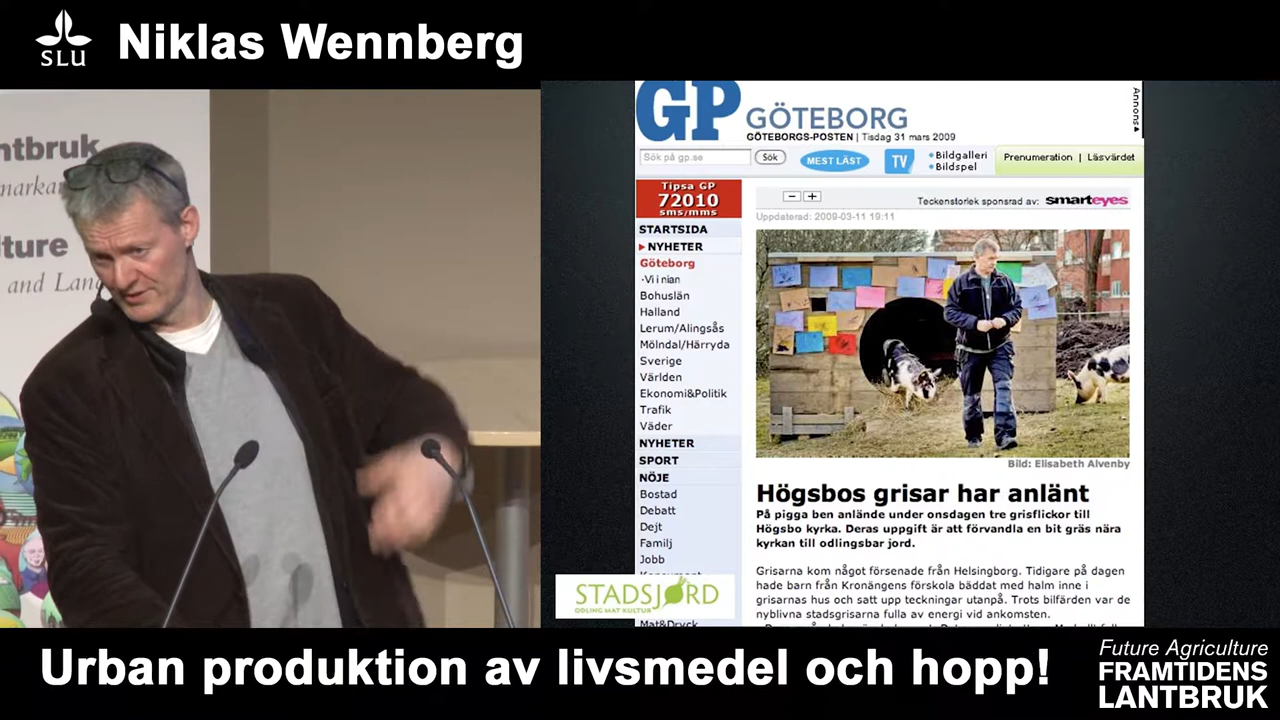 SLU
Niklas Wennberg
ntbruk
markar
lture
and Land
GP GÖTEBORG
GÖTEBORGS-POSTEN | Tisdag 31 mars 2009
Annons
Sök på gp.se
Sök
MEST LÄST
TV
Bildgalleri
Bildspel
Prenumeration | Läsvärdet
Tipsa GP
72010
sms/mms
STARTSIDA
NYHETER
Göteborg
-Vi i nian
Bohuslän
Halland
Lerum/Alingsås
Mölndal/Härryda
Sverige
Världen
Ekonomi&Politik
Trafik
Väder
NYHETER
SPORT
NÖJE
Bostad
Debatt
Dejt
Familj
Jobb
Mat&Dryck
− +
Teckenstorlek sponsrad av: smarteyes
Uppdaterad: 2009-03-11 19:11
Bild: Elisabeth Alvenby
Högsbos grisar har anlänt
På pigga ben anlände under onsdagen tre grisflickor till
Högsbo kyrka. Deras uppgift är att förvandla en bit gräs nära
kyrkan till odlingsbar jord.
Grisarna kom något försenade från Helsingborg. Tidigare på dagen
hade barn från Kronängens förskola bäddat med halm inne i
grisarnas hus och satt upp teckningar utanpå. Trots bilfärden var de
nyblivna stadsgrisarna fulla av energi vid ankomsten.
STADSJORD
ODLING MAT KULTUR
Urban produktion av livsmedel och hopp!
Future Agriculture
FRAMTIDENS
LANTBRUK